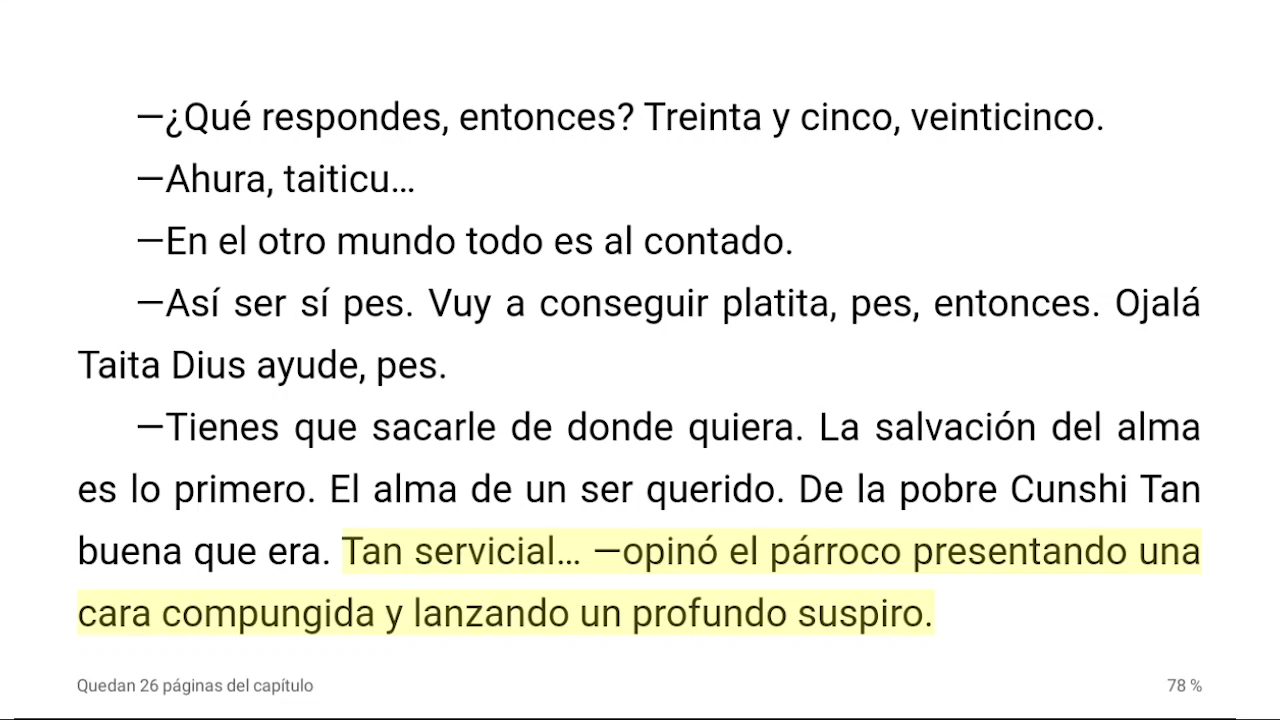 —¿Qué respondes, entonces? Treinta y cinco, veinticinco.
—Ahura, taiticu…
—En el otro mundo todo es al contado.
—Así ser sí pes. Vuy a conseguir platita, pes, entonces. Ojalá
Taita Dius ayude, pes.
—Tienes que sacarle de donde quiera. La salvación del alma
es lo primero. El alma de un ser querido. De la pobre Cunshi Tan
buena que era. Tan servicial… —opinó el párroco presentando una
cara compungida y lanzando un profundo suspiro.
Quedan 26 páginas del capítulo
78 %